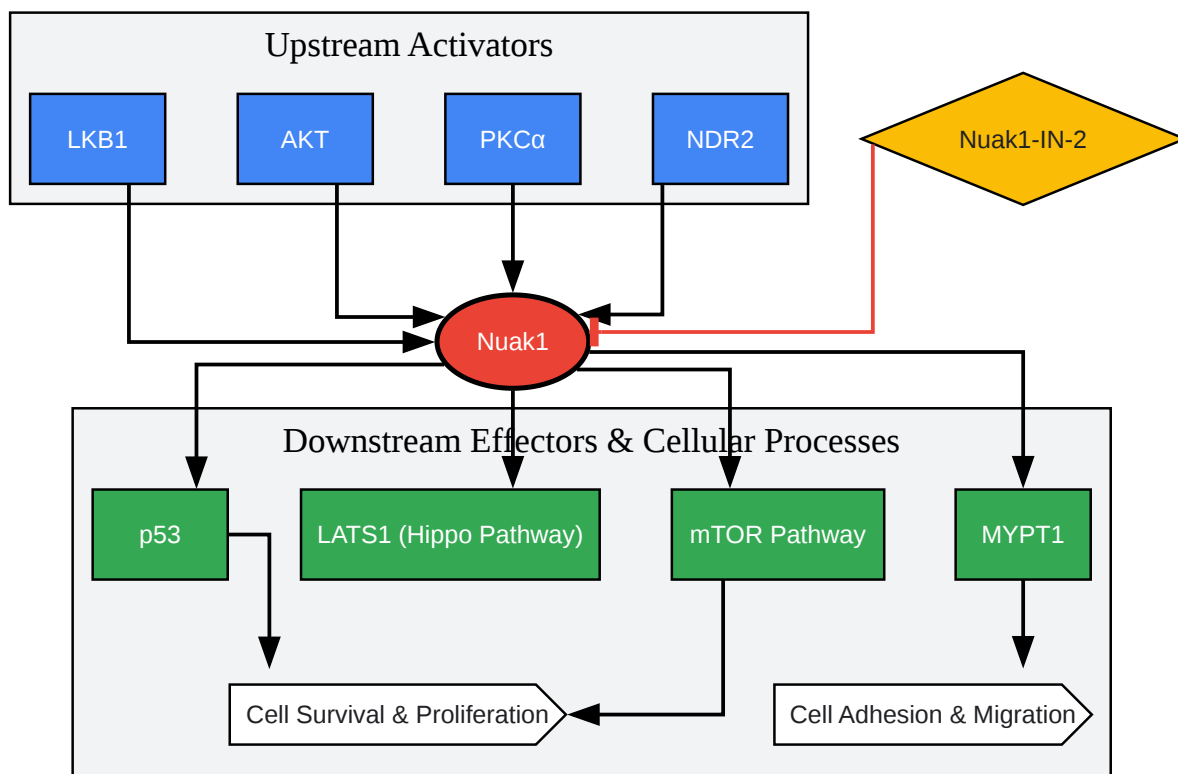 Upstream Activators
LKB1
AKT
PKCα
NDR2
Nuak1-IN-2
Nuak1
Downstream Effectors & Cellular Processes
p53
LATS1 (Hippo Pathway)
mTOR Pathway
MYPT1
Cell Survival & Proliferation
Cell Adhesion & Migration